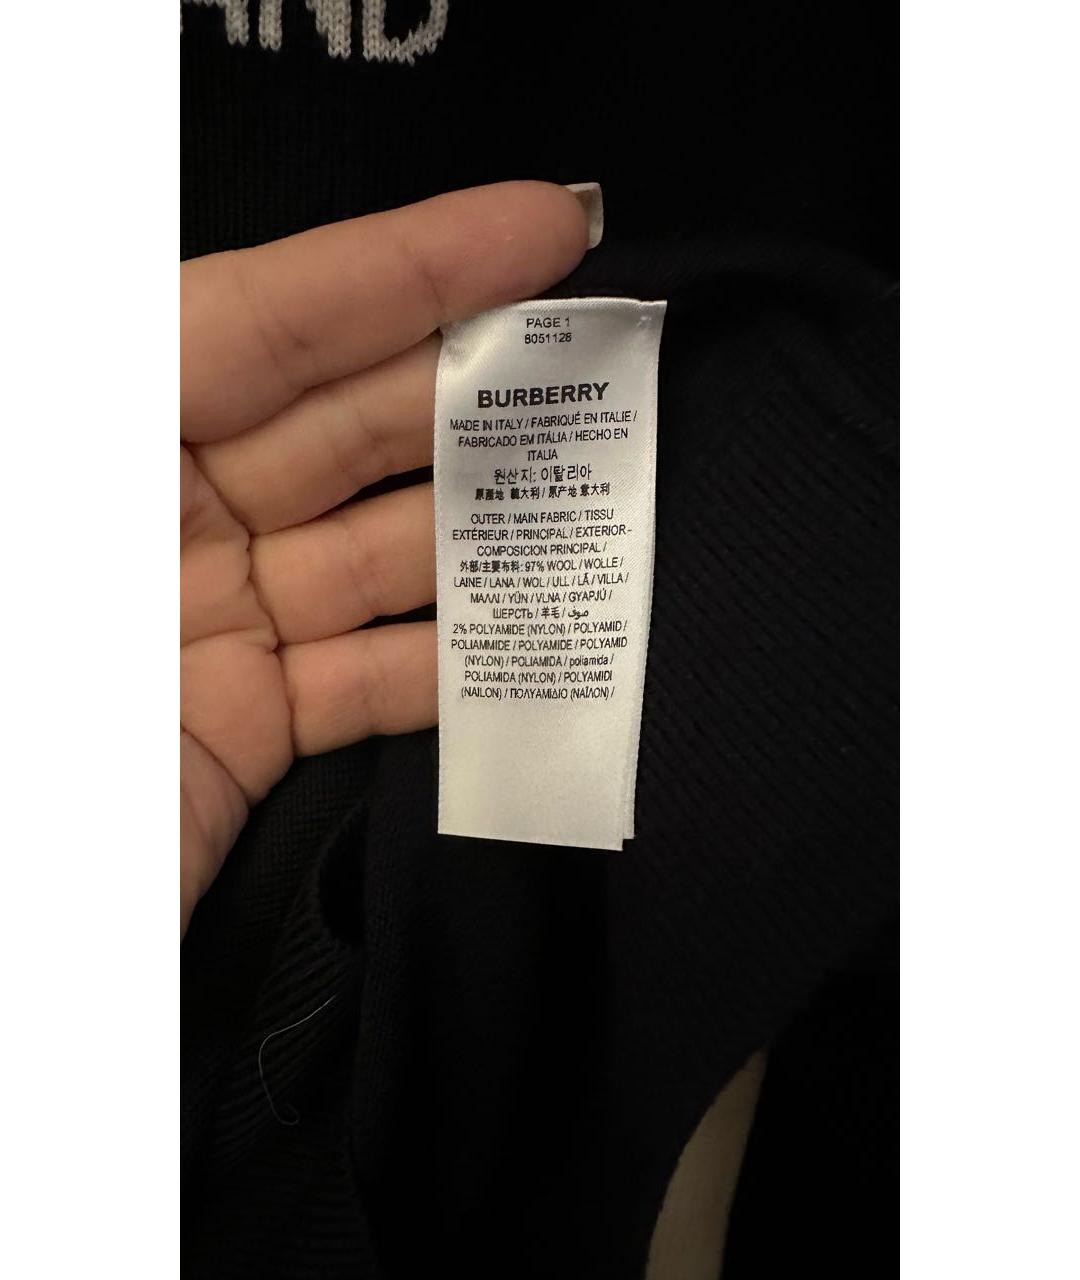 AND
PAGE 1
8051128
BURBERRY
MADE IN ITALY / FABRIQUÉ EN ITALIE /
FABRICADO EM ITÁLIA / HECHO EN
ITALIA
원산지: 이탈리아
原產地 義大利 / 原产地 意大利
OUTER / MAIN FABRIC / TISSU
EXTÉRIEUR / PRINCIPAL / EXTERIOR-
COMPOSICION PRINCIPAL /
外部/主要布料: 97% WOOL / WOLLE /
LAINE / LANA / WOL / ULL / LÃ / VILLA /
ΜΑΛΛΙ / YÜN / VLNA / GYAPJÚ /
ШЕРСТЬ / 羊毛 / صوف
2% POLYAMIDE (NYLON) / POLYAMID /
POLIAMMIDE / POLYAMIDE / POLYAMID
(NYLON) / POLIAMIDA / poliamida /
POLIAMIDA (NYLON) / POLYAMIDI
(NAILON) / ΠΟΛΥΑΜΙΔΙΟ (ΝΑΪΛΟΝ) /